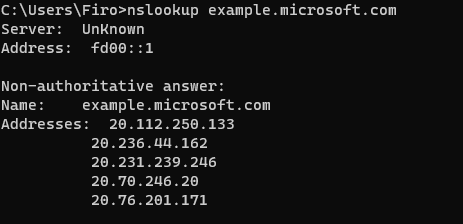 C:\Users\Firo>nslookup example.microsoft.com
Server:  UnKnown
Address:  fd00::1

Non-authoritative answer:
Name:    example.microsoft.com
Addresses:  20.112.250.133
          20.236.44.162
          20.231.239.246
          20.70.246.20
          20.76.201.171